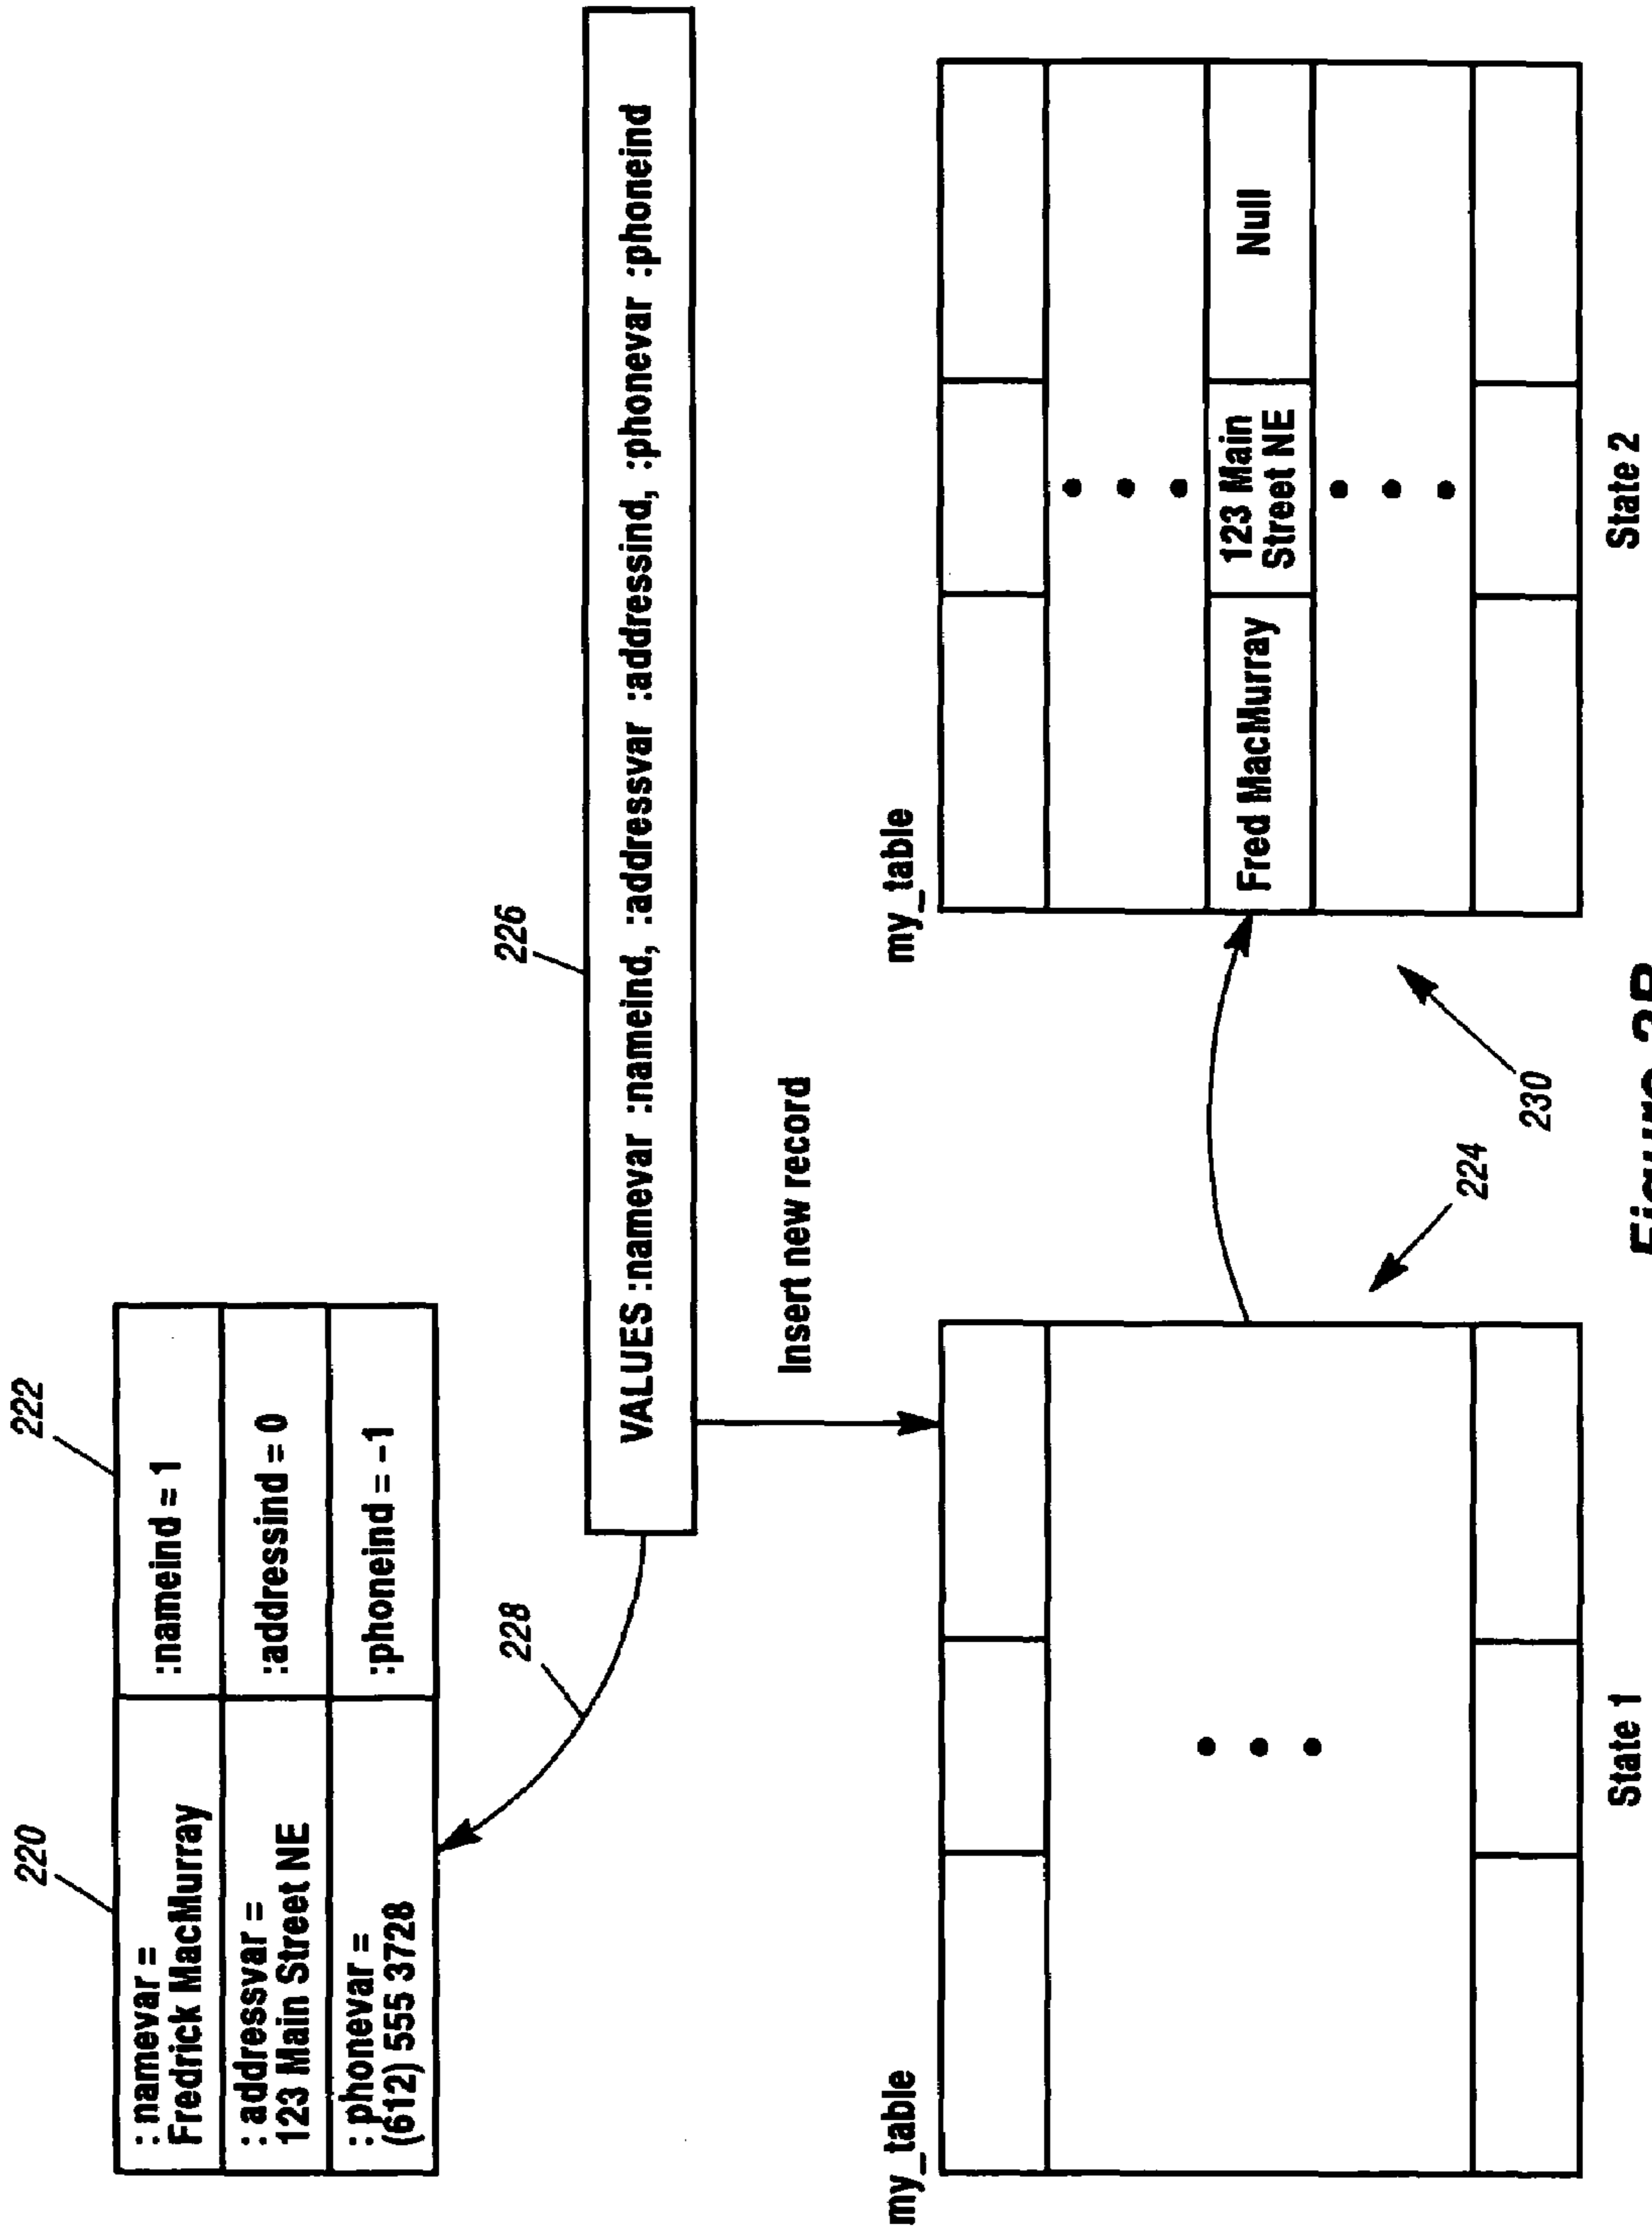 220
222
: :namevar =
Fredrick MacMurray
:nameind = 1
: :addressvar =
123 Main Street NE
:addressind = 0
: :phonevar =
(612) 555 3728
:phoneind = -1
228
226
VALUES :namevar :nameind, :addressvar :addressind, :phonevar :phoneind
Insert new record
my_table
my_table
Fred MacMurray
123 Main
Street NE
Null
224
230
State 1
State 2